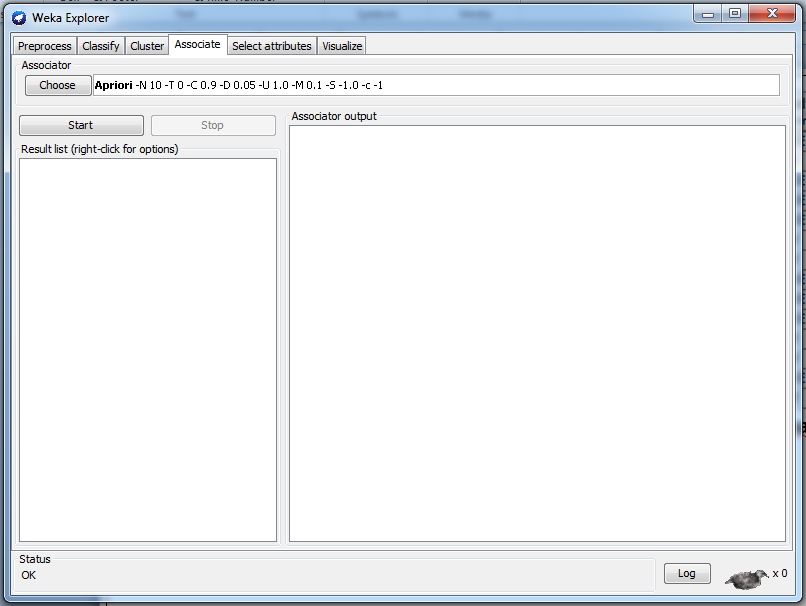 Weka Explorer
Preprocess Classify Cluster Associate Select attributes Visualize
Associator
Choose Apriori -N 10 -T 0 -C 0.9 -D 0.05 -U 1.0 -M 0.1 -S -1.0 -c -1
Start Stop
Associator output
Result list (right-click for options)
Status
OK
Log x 0